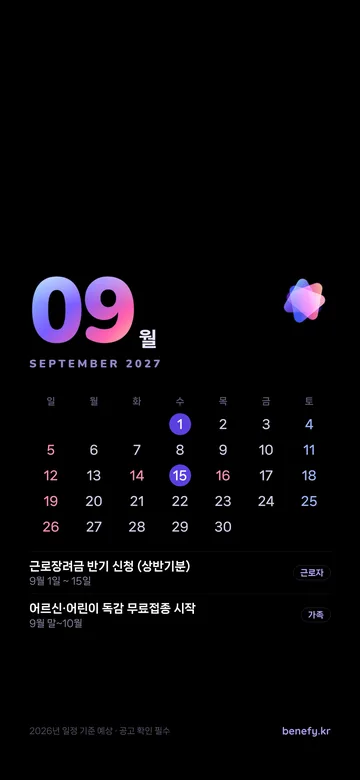 09월
SEPTEMBER 2027
일 월 화 수 목 금 토
1 2 3 4
5 6 7 8 9 10 11
12 13 14 15 16 17 18
19 20 21 22 23 24 25
26 27 28 29 30
근로장려금 반기 신청 (상반기분)
9월 1일 ~ 15일
근로자
어르신·어린이 독감 무료접종 시작
9월 말~10월
가족
2026년 일정 기준 예상 · 공고 확인 필수
benefy.kr